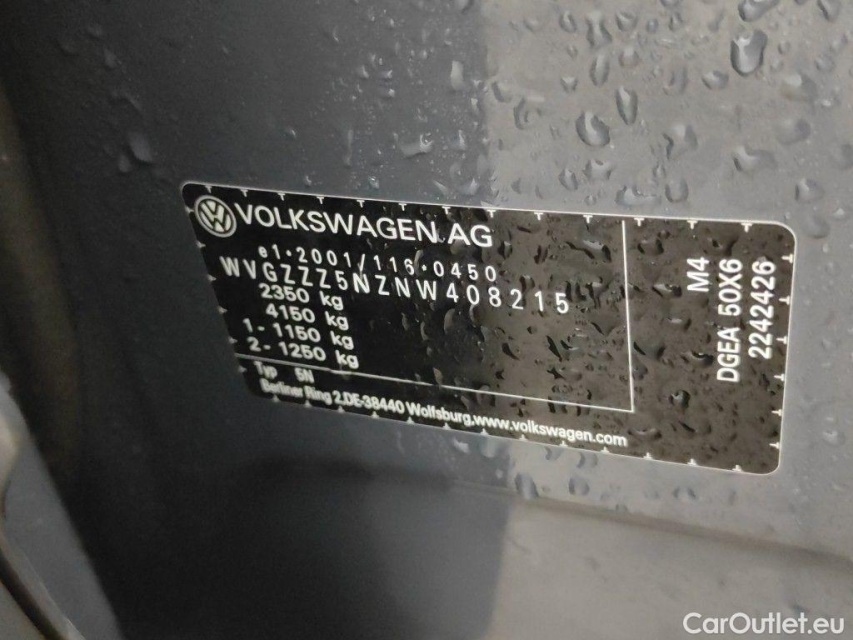 VOLKSWAGEN AG
e1*2001/116*0450
WVGZZZ5NZNW408215
2350 kg
4150 kg
1- 1150 kg
2- 1250 kg
Typ 5N
Berliner Ring 2,DE-38440 Wolfsburg,www.volkswagen.com
M4
DGEA 50X6
2242426
CarOutlet.eu